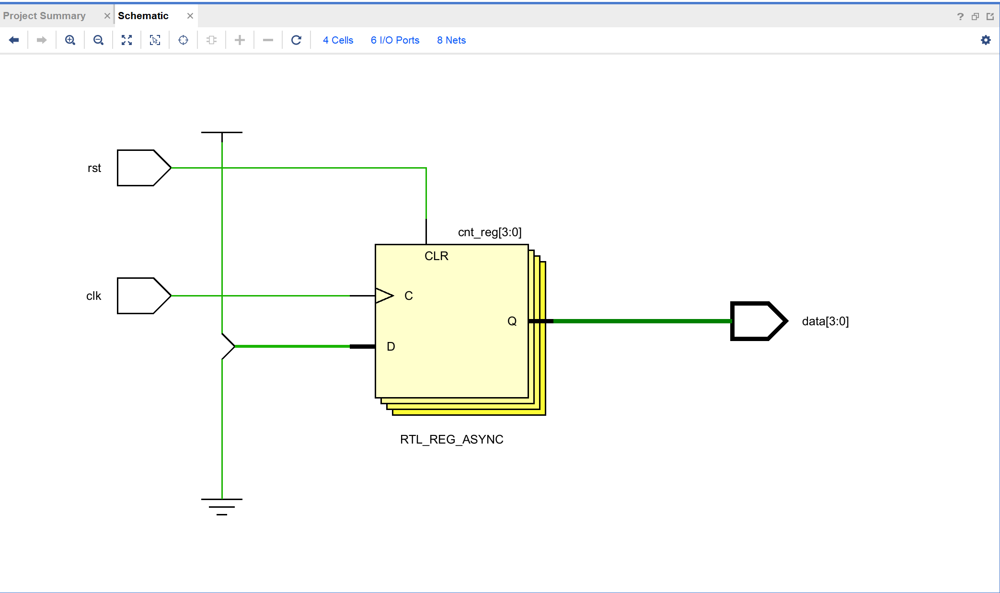 Project Summary
Schematic
?
4 Cells 6 I/O Ports 8 Nets
rst
cnt_reg[3:0]
CLR
clk
C
Q
data[3:0]
D
RTL_REG_ASYNC